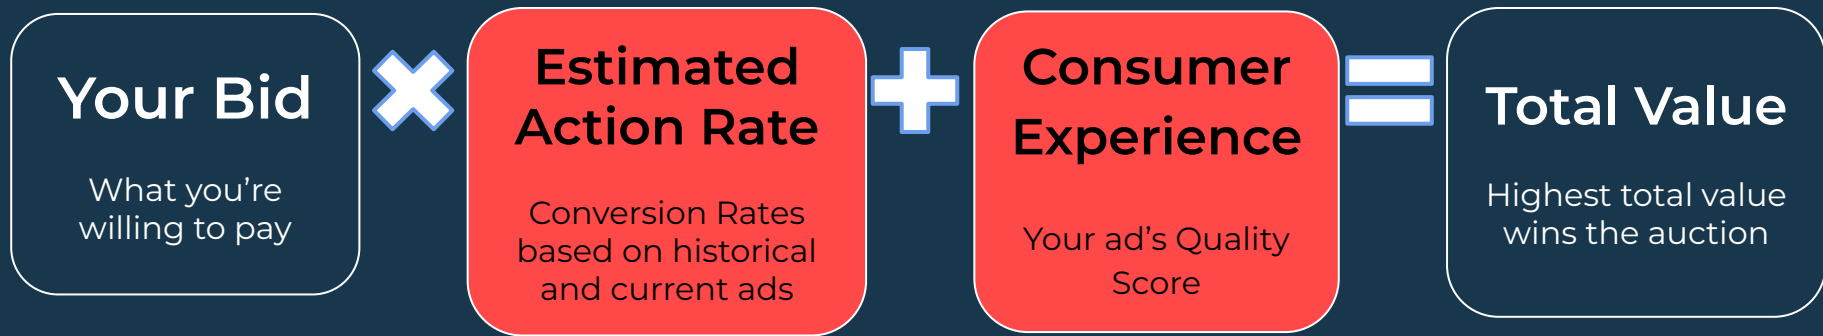 Your Bid
What you’re
willing to pay
Estimated
Action Rate
Conversion Rates
based on historical
and current ads
Consumer
Experience
Your ad’s Quality
Score
Total Value
Highest total value
wins the auction